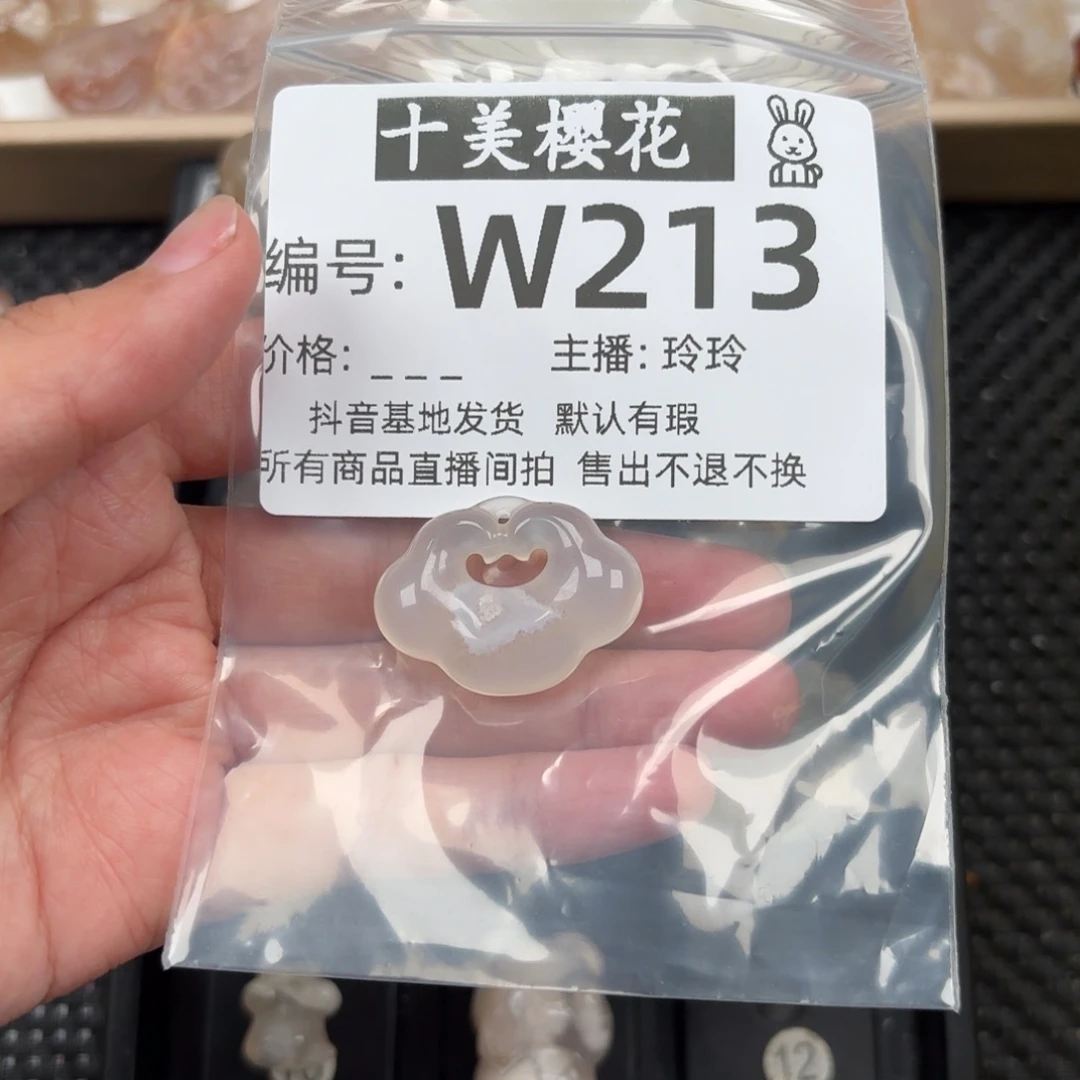 十美樱花
编号: W213
价格: _ _ _ 主播: 玲玲
抖音基地发货 默认有瑕
所有商品直播间拍 售出不退不换
12